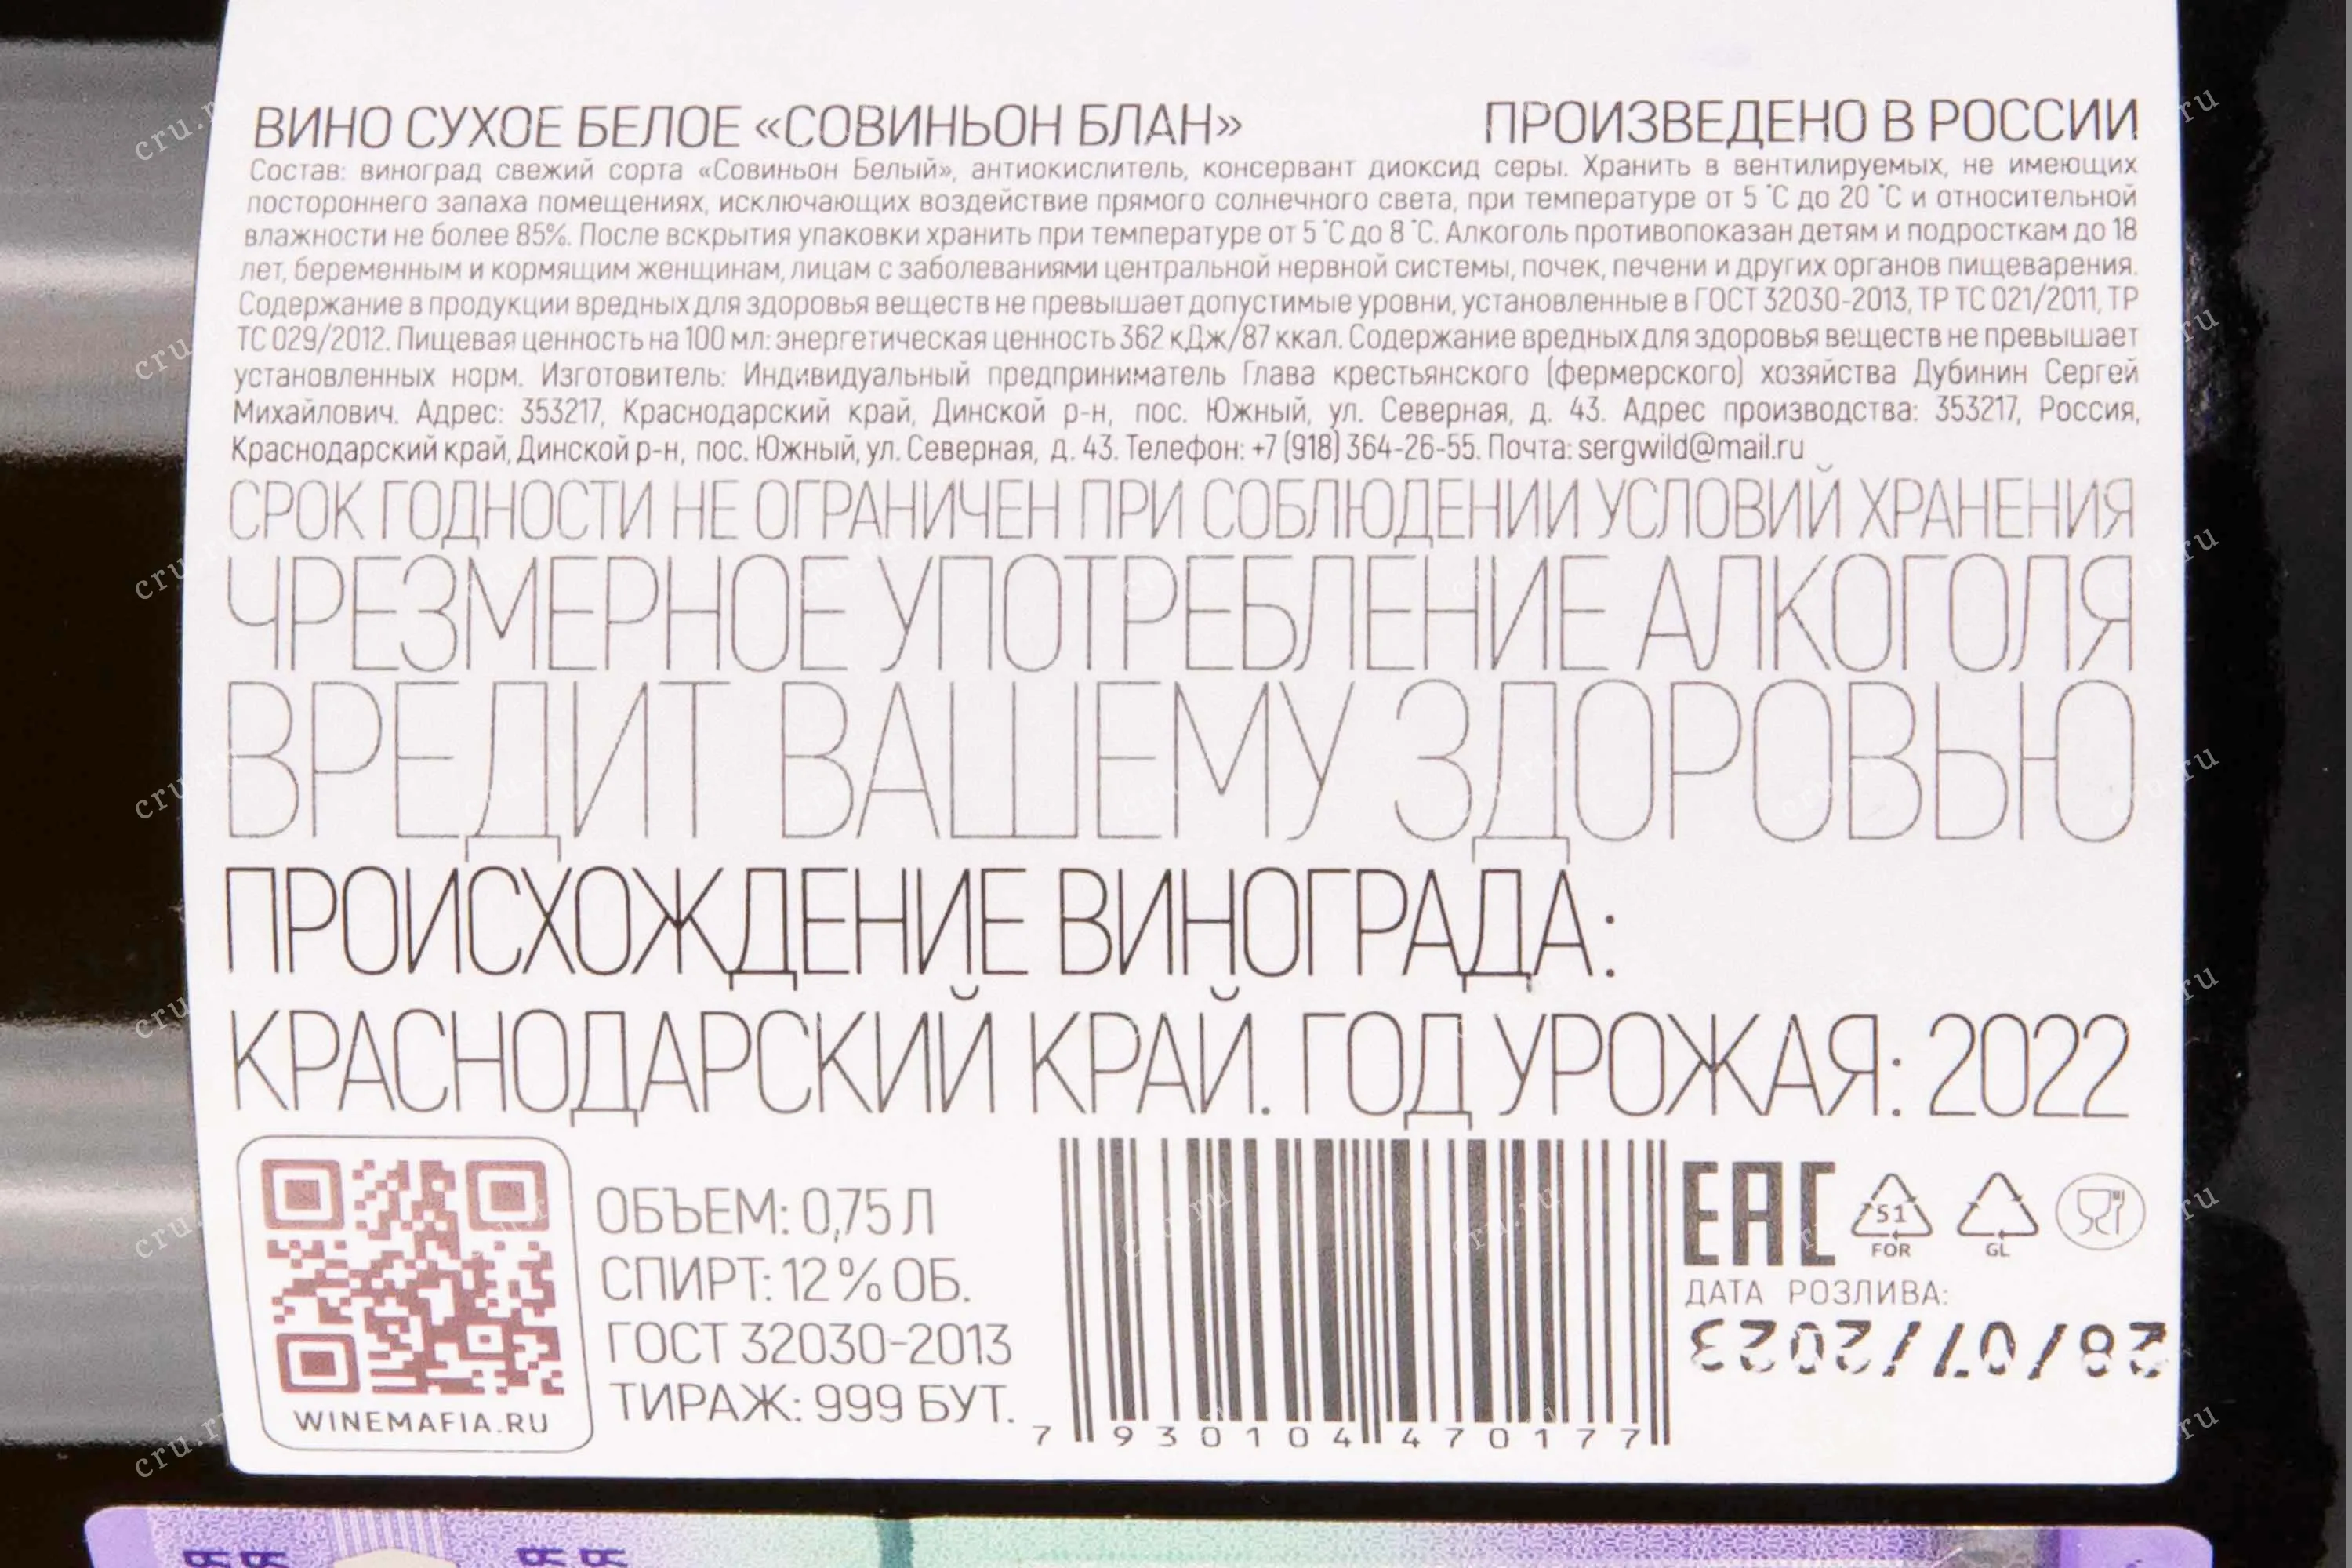 ВИНО СУХОЕ БЕЛОЕ «СОВИНЬОН БЛАН» ПРОИЗВЕДЕНО В РОССИИ
Состав: виноград свежий сорта «Совиньон Белый», антиокислитель, консервант диоксид серы. Хранить в вентилируемых, не имеющих
постороннего запаха помещениях, исключающих воздействие прямого солнечного света, при температуре от 5 °С до 20 °С и относительной
влажности не более 85%. После вскрытия упаковки хранить при температуре от 5 °С до 8 °С. Алкоголь противопоказан детям и подросткам до 18
лет, беременным и кормящим женщинам, лицам с заболеваниями центральной нервной системы, почек, печени и других органов пищеварения.
Содержание в продукции вредных для здоровья веществ не превышает допустимые уровни, установленные в ГОСТ 32030-2013, ТР ТС 021/2011, ТР
ТС 029/2012. Пищевая ценность на 100 мл: энергетическая ценность 362 кДж/87 ккал. Содержание вредных для здоровья веществ не превышает
установленных норм. Изготовитель: Индивидуальный предприниматель Глава крестьянского (фермерского) хозяйства Дубинин Сергей
Михайлович. Адрес: 353217, Краснодарский край, Динской р-н, пос. Южный, ул. Северная, д. 43. Адрес производства: 353217, Россия,
Краснодарский край, Динской р-н, пос. Южный, ул. Северная, д. 43. Телефон: +7 (918) 364-26-55. Почта: sergwild@mail.ru
СРОК ГОДНОСТИ НЕ ОГРАНИЧЕН ПРИ СОБЛЮДЕНИИ УСЛОВИЙ ХРАНЕНИЯ
ЧРЕЗМЕРНОЕ УПОТРЕБЛЕНИЕ АЛКОГОЛЯ
ВРЕДИТ ВАШЕМУ ЗДОРОВЬЮ
ПРОИСХОЖДЕНИЕ ВИНОГРАДА:
КРАСНОДАРСКИЙ КРАЙ. ГОД УРОЖАЯ: 2022
WINEMAFIA.RU
ОБЪЕМ: 0,75 Л
СПИРТ: 12 % ОБ.
ГОСТ 32030-2013
ТИРАЖ: 999 БУТ.
7 930104 470177
EAC
51
FOR
GL
ДАТА РОЗЛИВА:
28/07/2023
cru.ru